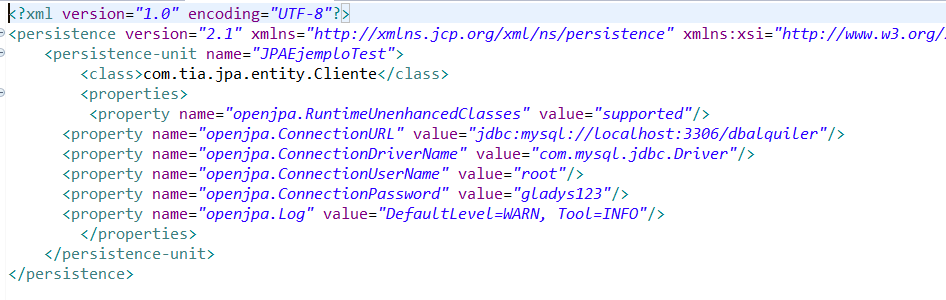 <?xml version="1.0" encoding="UTF-8"?>
<persistence version="2.1" xmlns="http://xmlns.jcp.org/xml/ns/persistence" xmlns:xsi="http://www.w3.org/
<persistence-unit name="JPAEjemploTest">
<class>com.tia.jpa.entity.Cliente</class>
<properties>
<property name="openjpa.RuntimeUnenhancedClasses" value="supported"/>
<property name="openjpa.ConnectionURL" value="jdbc:mysql://localhost:3306/dbalquiler"/>
<property name="openjpa.ConnectionDriverName" value="com.mysql.jdbc.Driver"/>
<property name="openjpa.ConnectionUserName" value="root"/>
<property name="openjpa.ConnectionPassword" value="gladys123"/>
<property name="openjpa.Log" value="DefaultLevel=WARN, Tool=INFO"/>
</properties>
</persistence-unit>
</persistence>